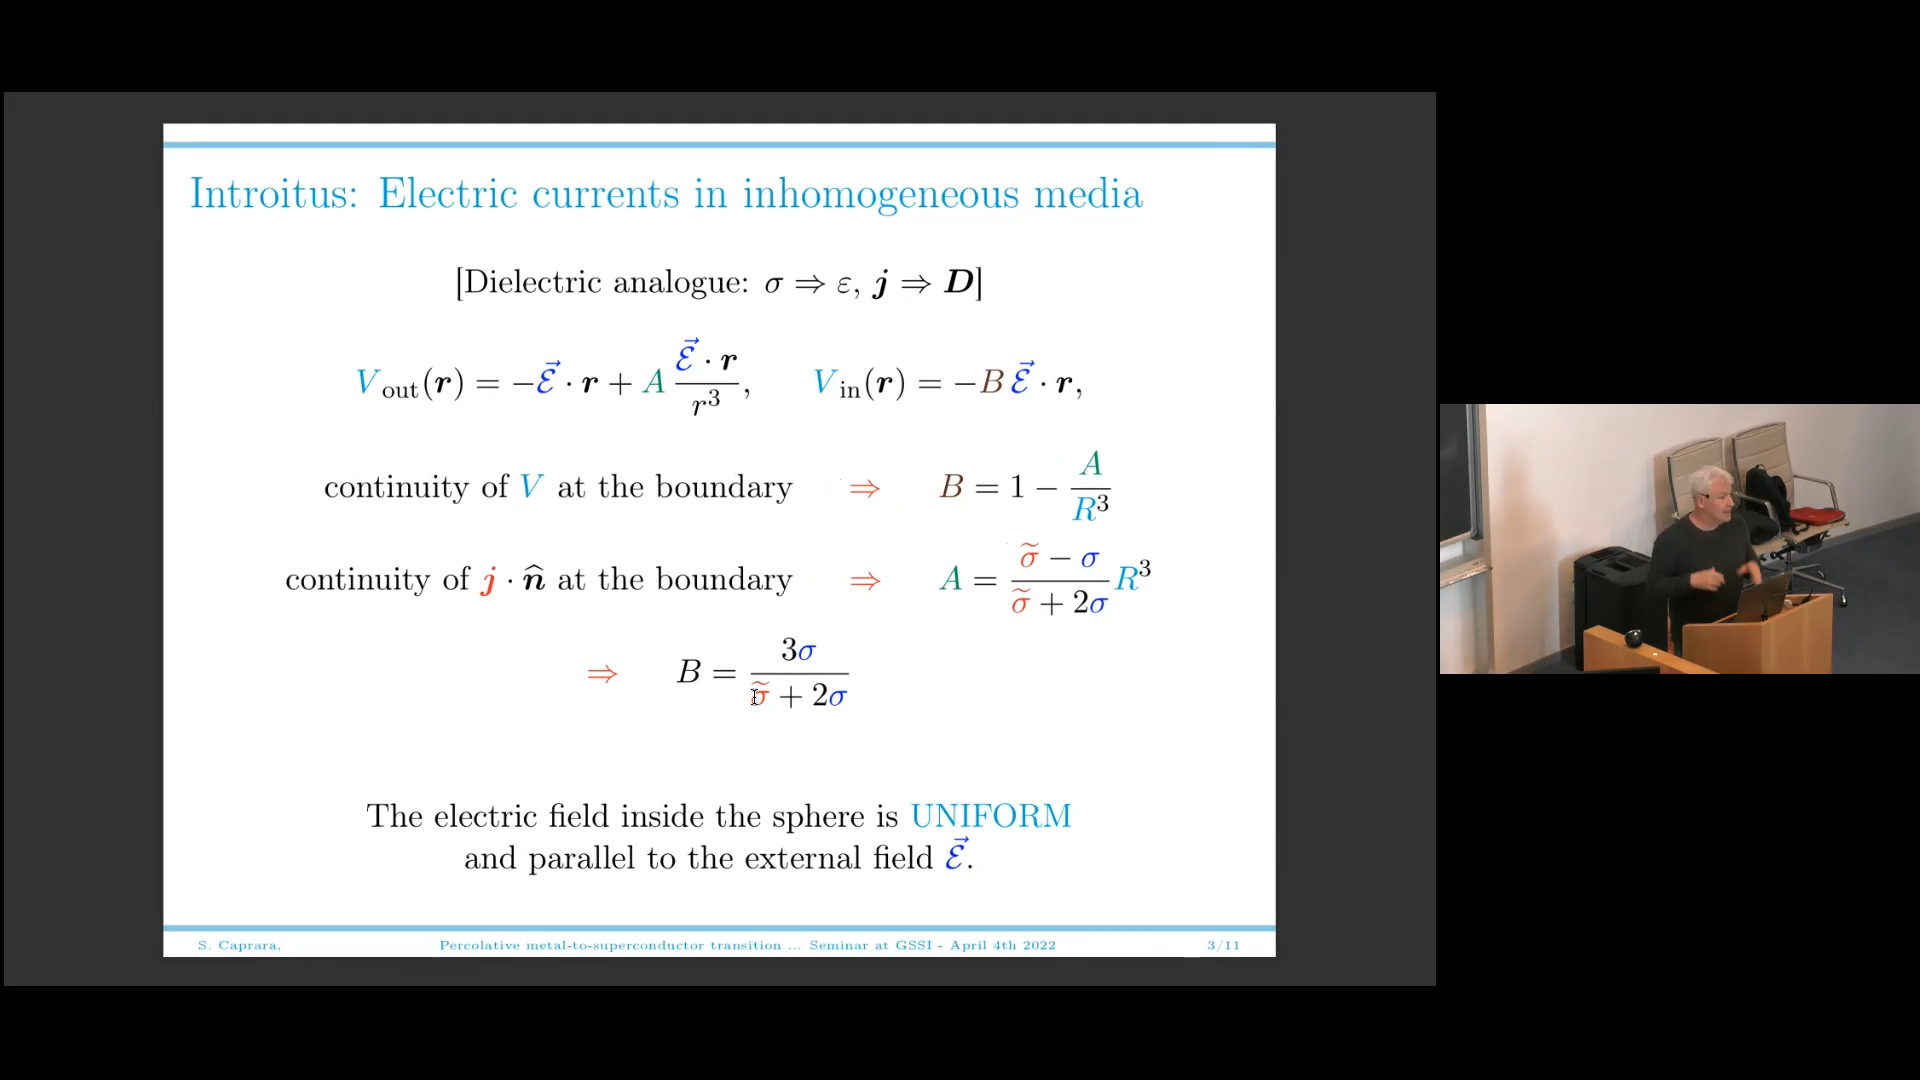 Introitus: Electric currents in inhomogeneous media
[Dielectric analogue: σ ⇒ ε, j ⇒ D]
V_out(r) = −ℰ⃗ · r + A (ℰ⃗ · r)/r³, V_in(r) = −B ℰ⃗ · r,
continuity of V at the boundary ⇒ B = 1 − A/R³
continuity of j · n̂ at the boundary ⇒ A = (σ̃ − σ)/(σ̃ + 2σ) R³
⇒ B = 3σ/(σ̃ + 2σ)
The electric field inside the sphere is UNIFORM
and parallel to the external field ℰ⃗.
S. Caprara, Percolative metal-to-superconductor transition ... Seminar at GSSI - April 4th 2022 3/11